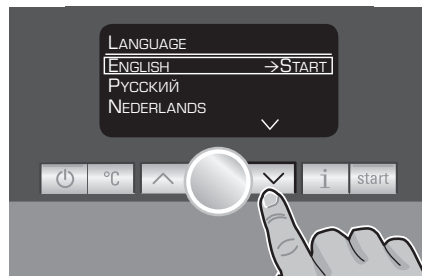 LANGUAGE
ENGLISH →START
РУССКИЙ
NEDERLANDS
°C i start